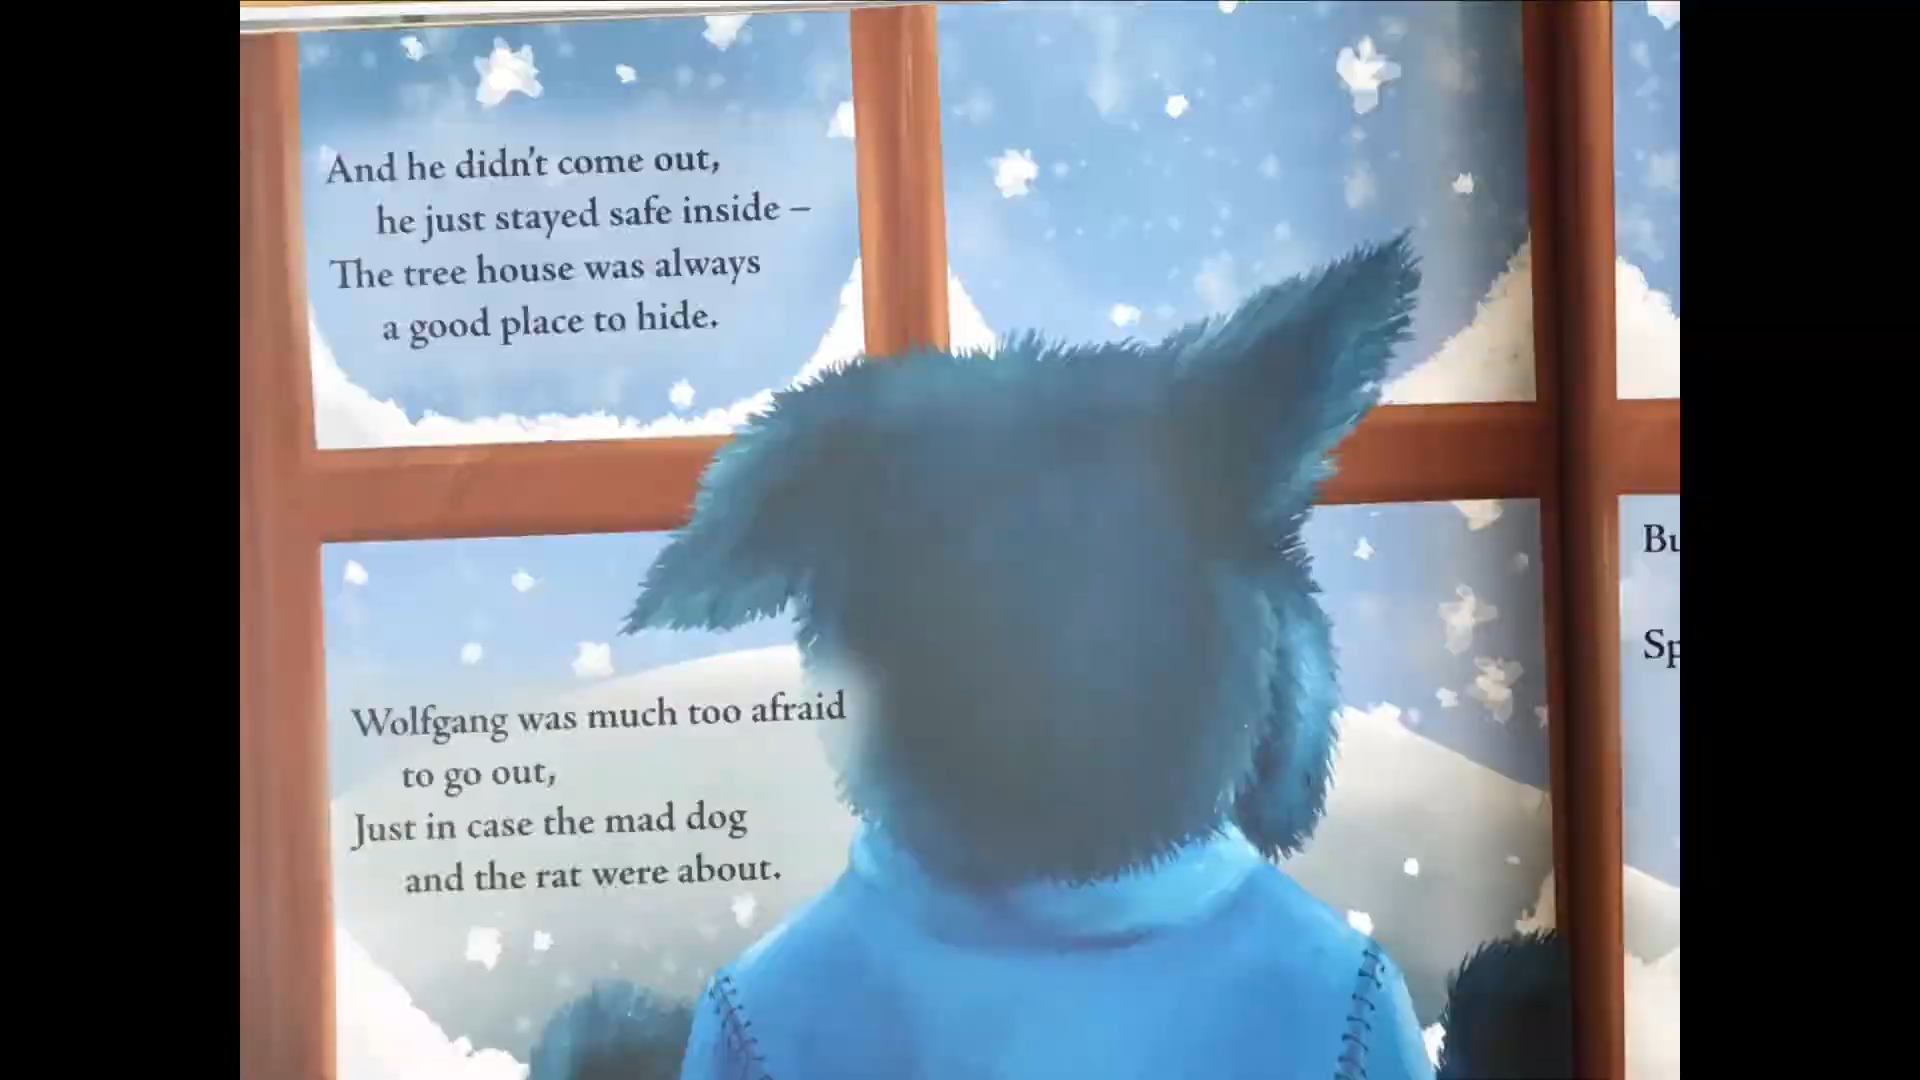 And he didn't come out,
he just stayed safe inside –
The tree house was always
a good place to hide.
Wolfgang was much too afraid
to go out,
Just in case the mad dog
and the rat were about.